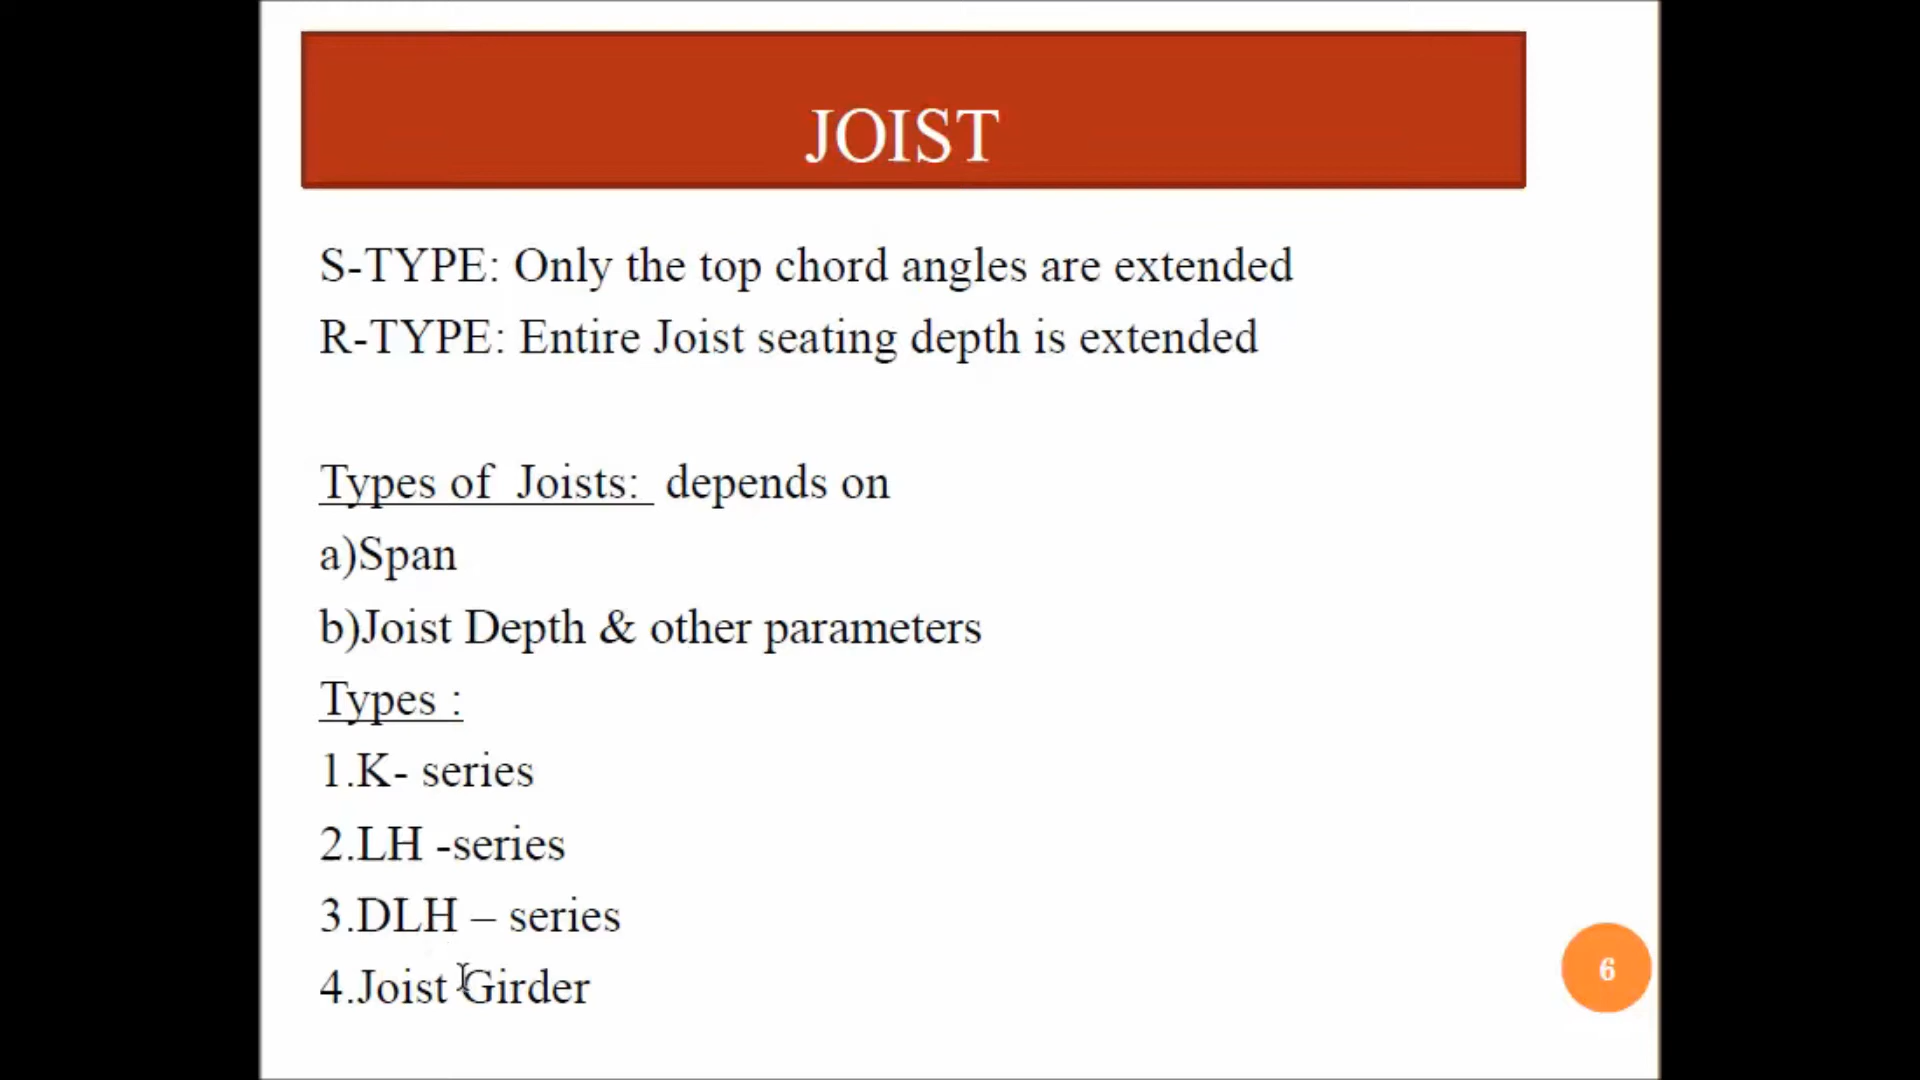 JOIST
S-TYPE: Only the top chord angles are extended
R-TYPE: Entire Joist seating depth is extended
Types of  Joists:  depends on
a)Span
b)Joist Depth & other parameters
Types :
1.K- series
2.LH -series
3.DLH – series
4.Joist Girder
6